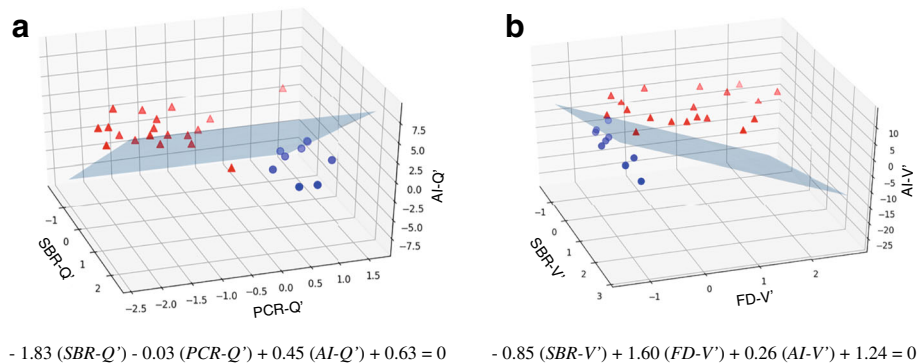 a
7.5
5.0
2.5
0.0
−2.5
−5.0
−7.5
AI-Q’
−1
0
1
2
SBR-Q’
−2.5 −2.0 −1.5 −1.0 −0.5 0.0 0.5 1.0 1.5
PCR-Q’
- 1.83 (SBR-Q’) - 0.03 (PCR-Q’) + 0.45 (AI-Q’) + 0.63 = 0
b
10
5
0
−5
−10
−15
−20
−25
AI-V’
−1
0
1
2
3
SBR-V’
−1 0 1 2
FD-V’
- 0.85 (SBR-V’) + 1.60 (FD-V’) + 0.26 (AI-V’) + 1.24 = 0